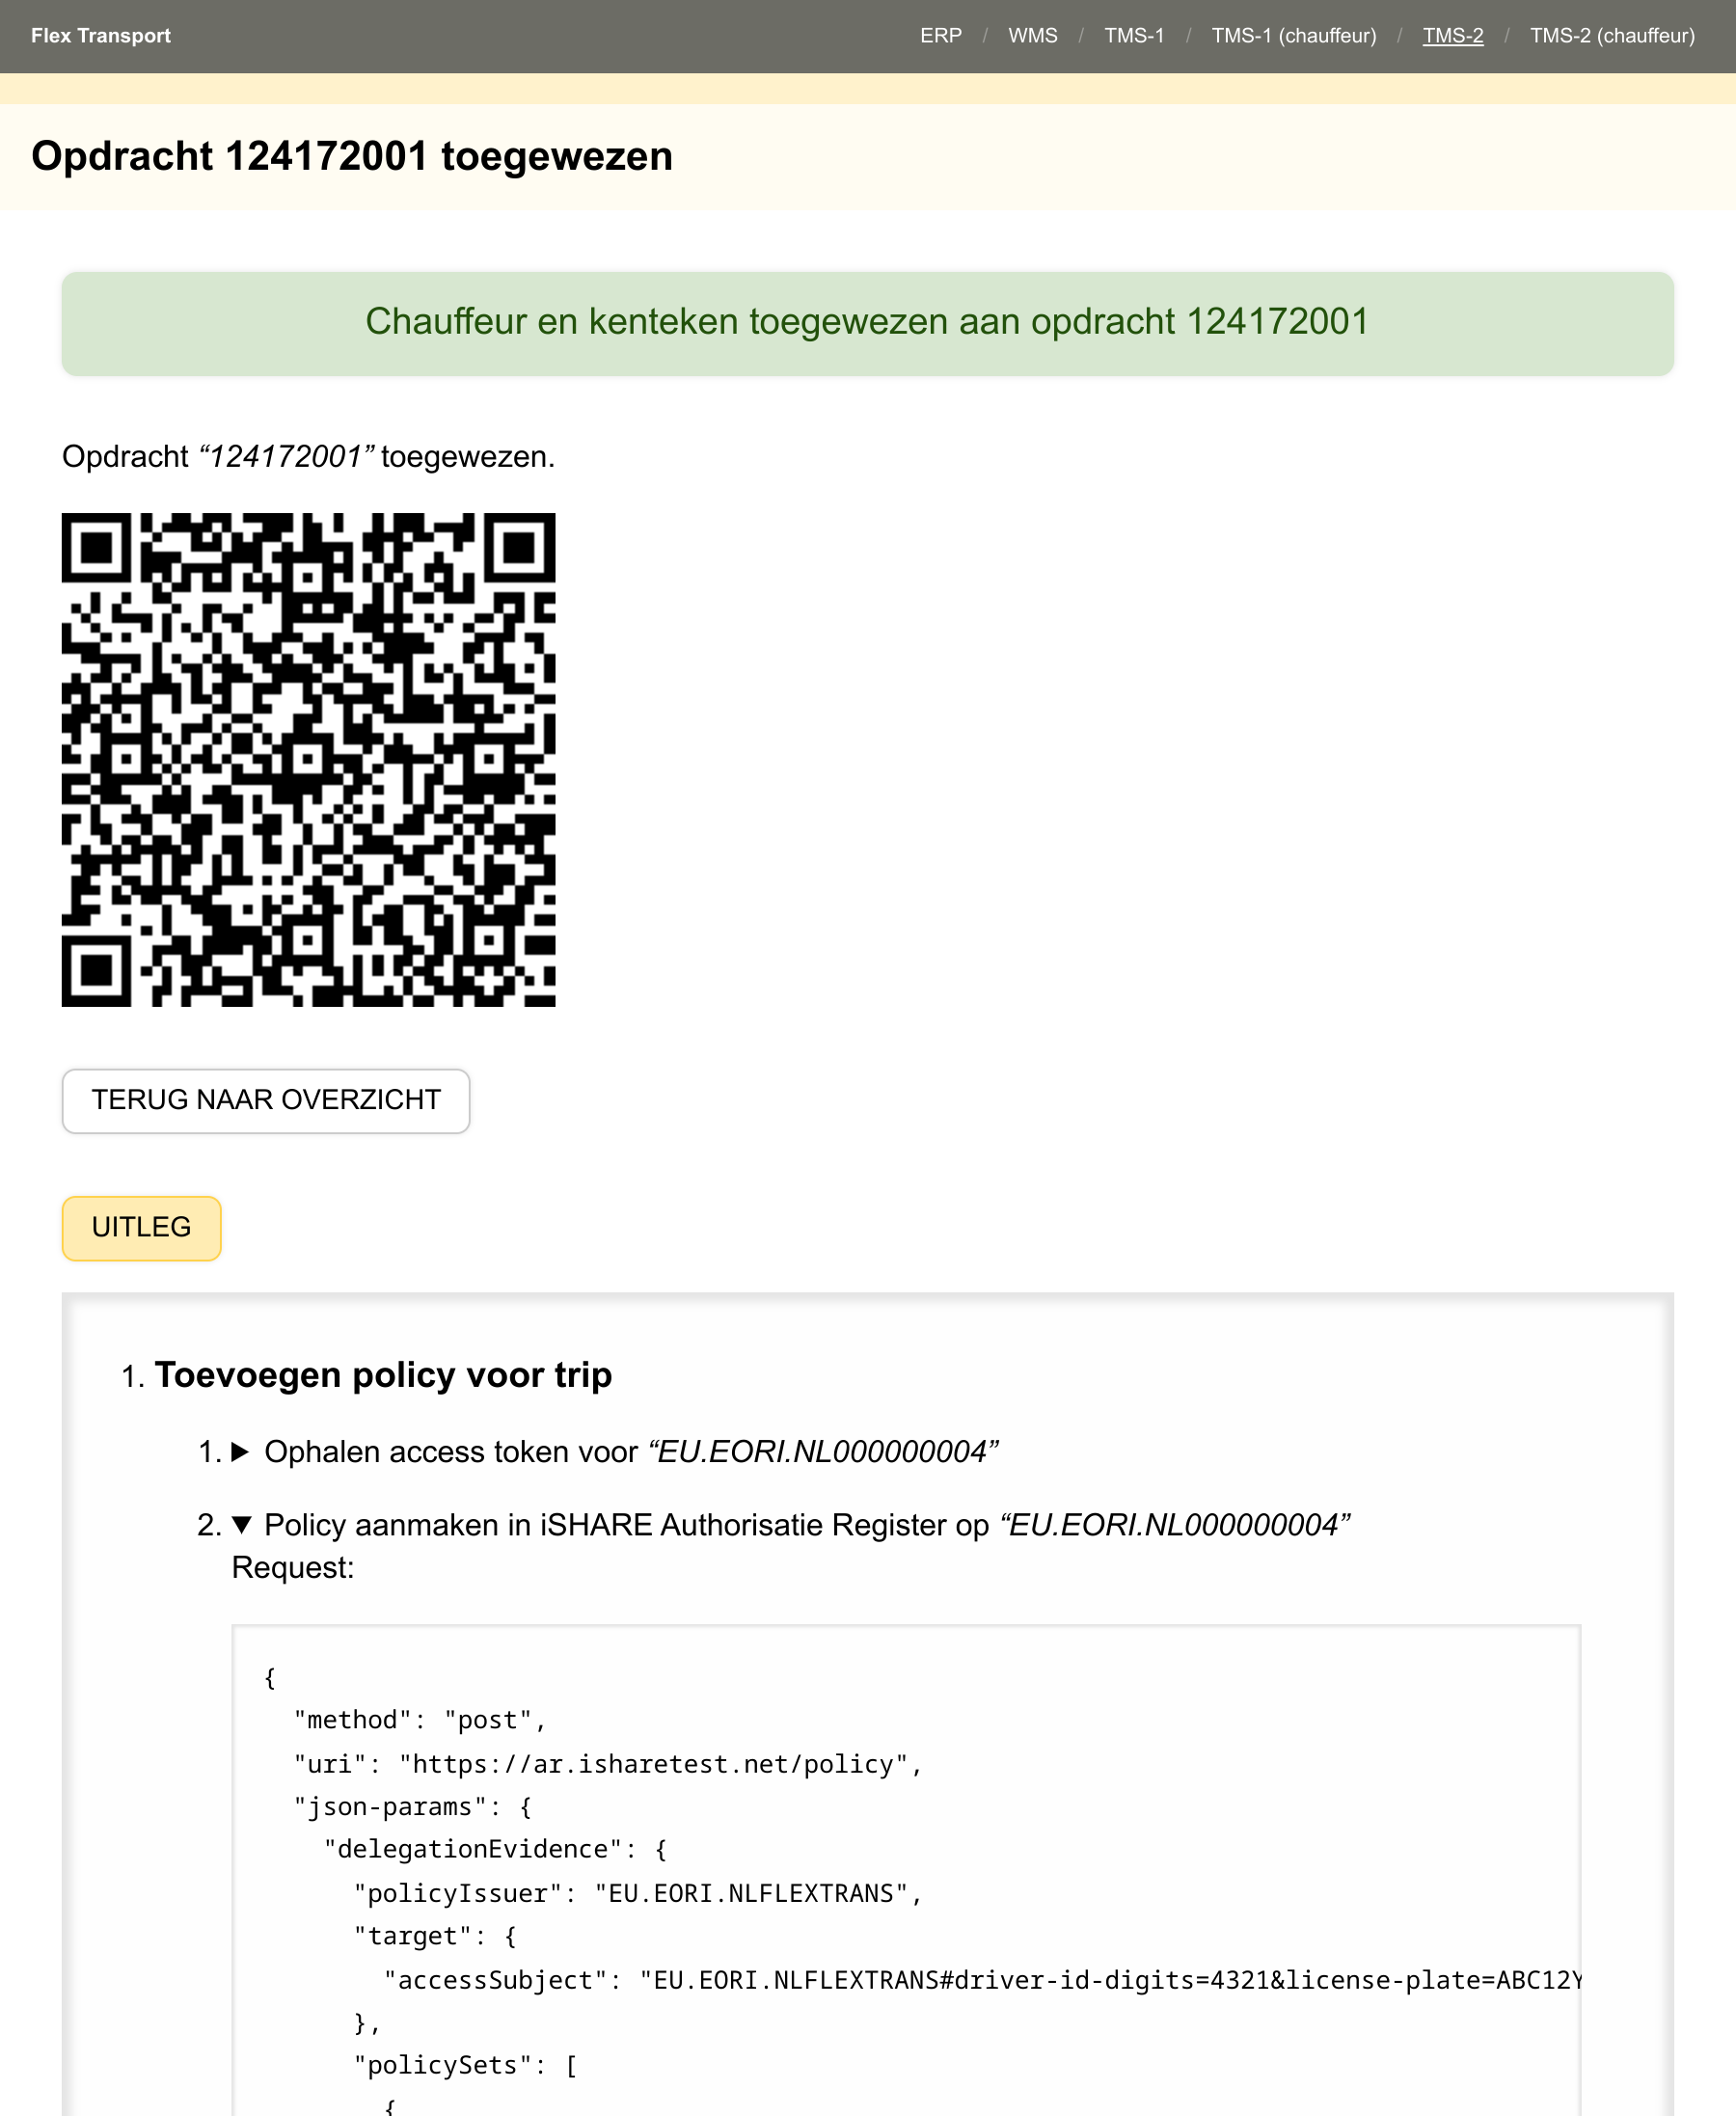 Flex Transport
ERP / WMS / TMS-1 / TMS-1 (chauffeur) / TMS-2 / TMS-2 (chauffeur)
Opdracht 124172001 toegewezen
Chauffeur en kenteken toegewezen aan opdracht 124172001
Opdracht “124172001” toegewezen.
TERUG NAAR OVERZICHT
UITLEG
1. Toevoegen policy voor trip
1. ▶ Ophalen access token voor “EU.EORI.NL000000004”
2. ▼ Policy aanmaken in iSHARE Authorisatie Register op “EU.EORI.NL000000004”
Request:
{
"method": "post",
"uri": "https://ar.isharetest.net/policy",
"json-params": {
"delegationEvidence": {
"policyIssuer": "EU.EORI.NLFLEXTRANS",
"target": {
"accessSubject": "EU.EORI.NLFLEXTRANS#driver-id-digits=4321&license-plate=ABC12Y
},
"policySets": [
{